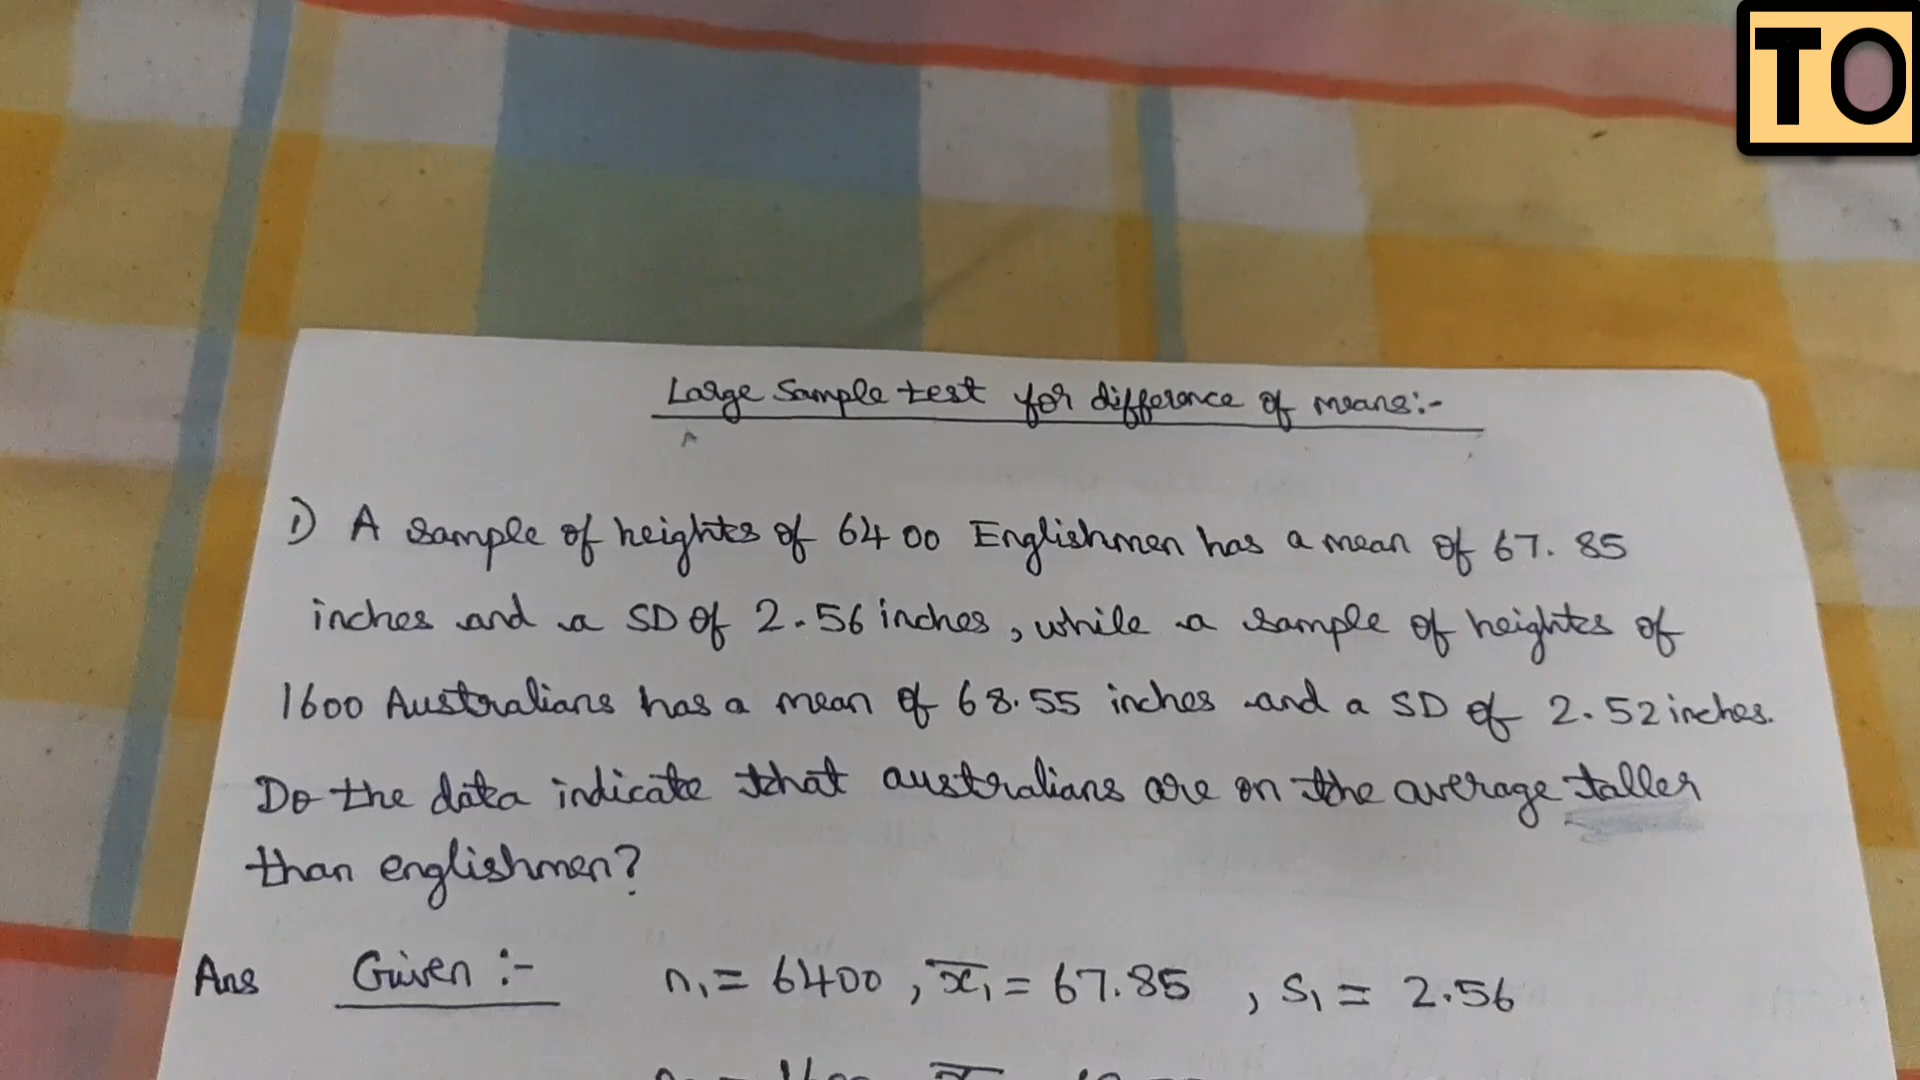 TO
Large Sample test for difference of means:-
1) A sample of heights of 6400 Englishmen has a mean of 67.85
inches and a SD of 2.56 inches, while a sample of heights of
1600 Australians has a mean of 68.55 inches and a SD of 2.52 inches.
Do the data indicate that australians are on the average taller
than englishmen?
Ans Given :- n₁ = 6400, x̄₁ = 67.85, S₁ = 2.56